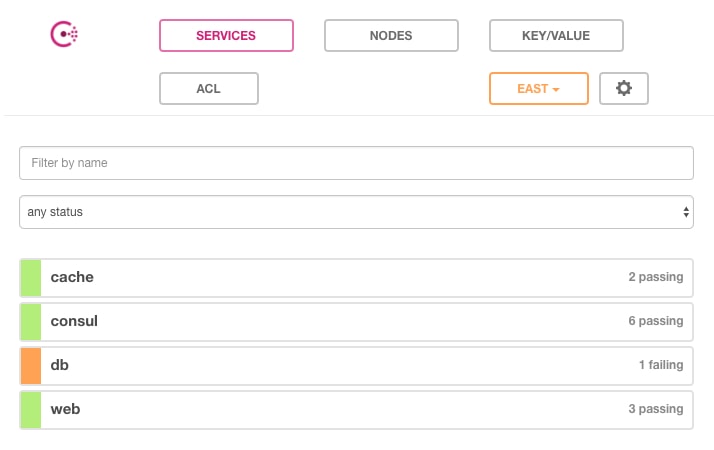 SERVICES NODES KEY/VALUE
ACL EAST
Filter by name
any status
cache 2 passing
consul 6 passing
db 1 failing
web 3 passing